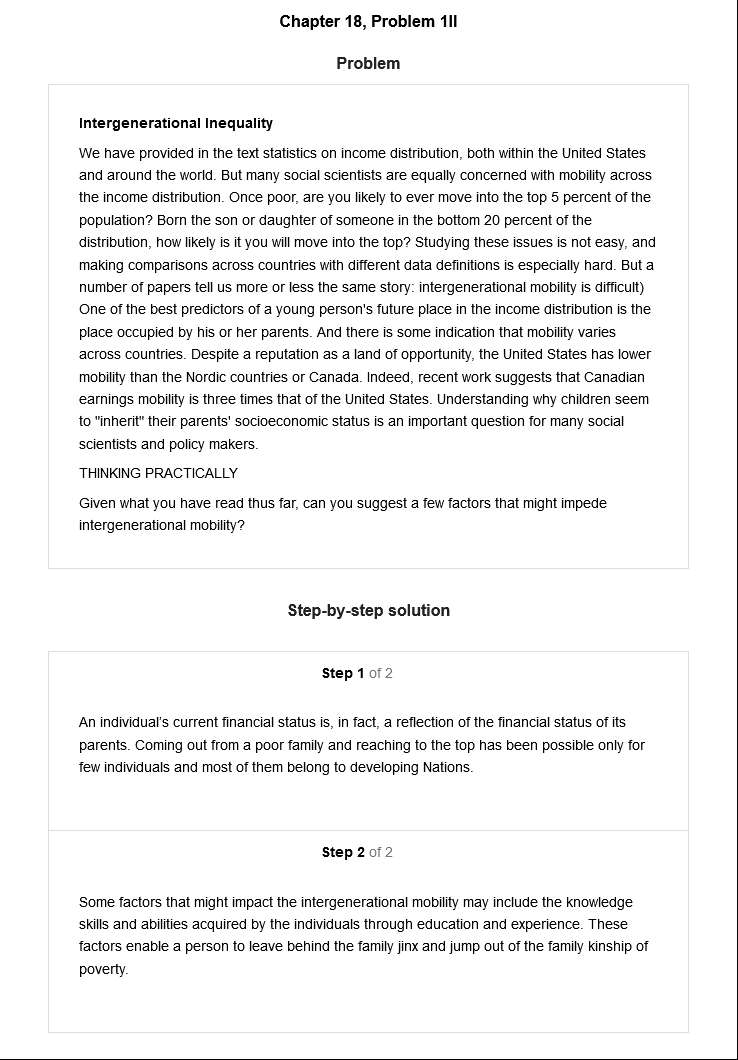 Chapter 18, Problem 1II
Problem
Intergenerational Inequality
We have provided in the text statistics on income distribution, both within the United States
and around the world. But many social scientists are equally concerned with mobility across
the income distribution. Once poor, are you likely to ever move into the top 5 percent of the
population? Born the son or daughter of someone in the bottom 20 percent of the
distribution, how likely is it you will move into the top? Studying these issues is not easy, and
making comparisons across countries with different data definitions is especially hard. But a
number of papers tell us more or less the same story: intergenerational mobility is difficult)
One of the best predictors of a young person's future place in the income distribution is the
place occupied by his or her parents. And there is some indication that mobility varies
across countries. Despite a reputation as a land of opportunity, the United States has lower
mobility than the Nordic countries or Canada. Indeed, recent work suggests that Canadian
earnings mobility is three times that of the United States. Understanding why children seem
to "inherit" their parents' socioeconomic status is an important question for many social
scientists and policy makers.
THINKING PRACTICALLY
Given what you have read thus far, can you suggest a few factors that might impede
intergenerational mobility?
Step-by-step solution
Step 1 of 2
An individual's current financial status is, in fact, a reflection of the financial status of its
parents. Coming out from a poor family and reaching to the top has been possible only for
few individuals and most of them belong to developing Nations.
Step 2 of 2
Some factors that might impact the intergenerational mobility may include the knowledge
skills and abilities acquired by the individuals through education and experience. These
factors enable a person to leave behind the family jinx and jump out of the family kinship of
poverty.